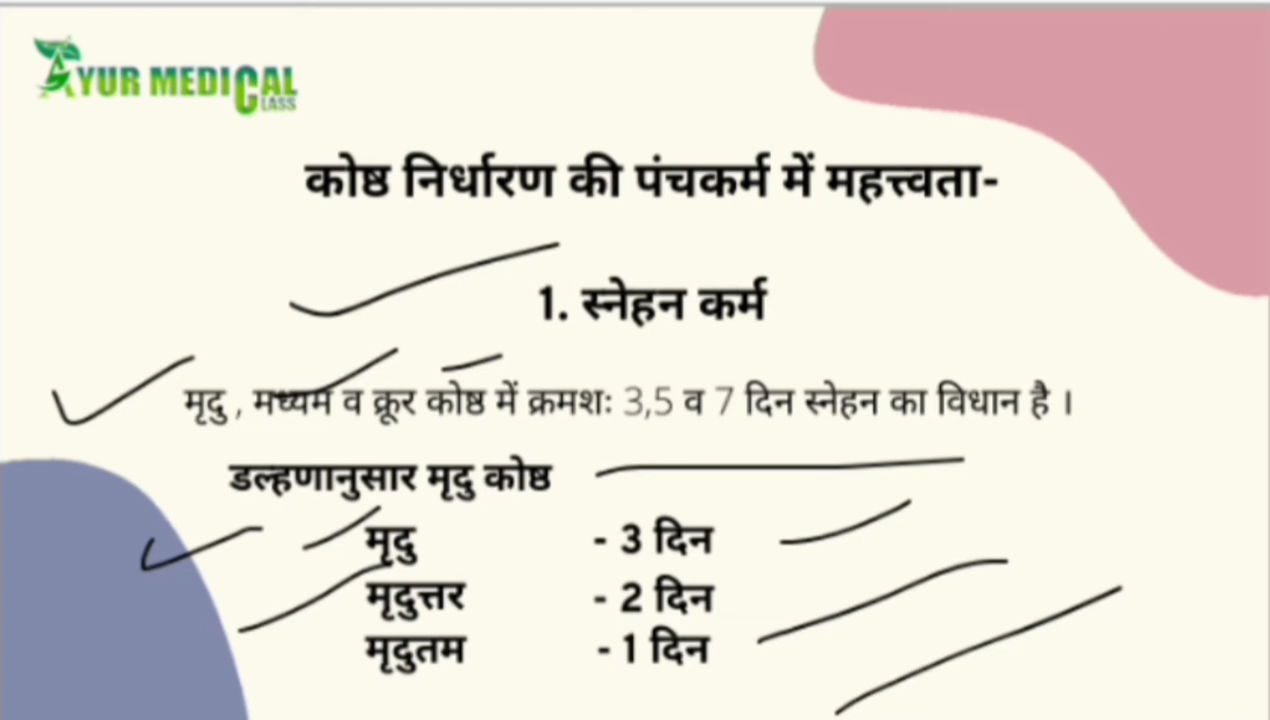 AYUR MEDICAL
CLASS
कोष्ठ निर्धारण की पंचकर्म में महत्त्वता-
1. स्नेहन कर्म
मृदु , मध्यम व क्रूर कोष्ठ में क्रमशः 3,5 व 7 दिन स्नेहन का विधान है ।
डल्हणानुसार मृदु कोष्ठ
मृदु - 3 दिन
मृदुत्तर - 2 दिन
मृदुतम - 1 दिन